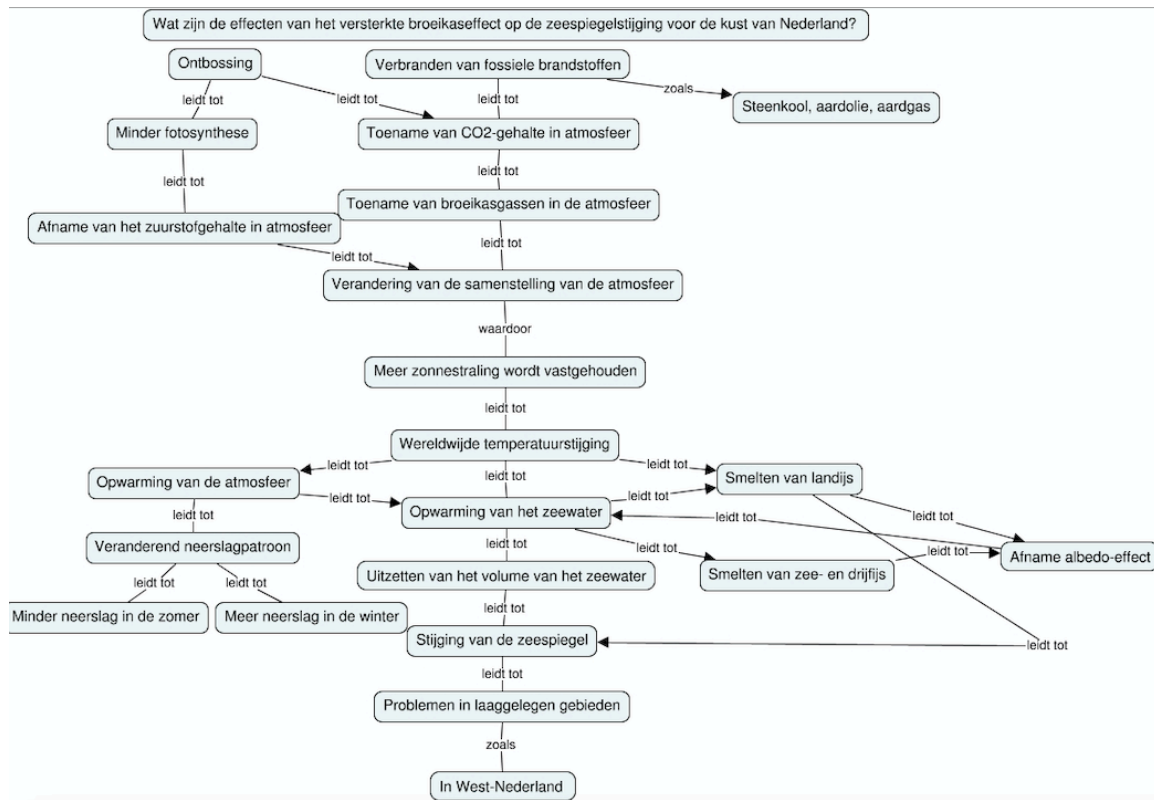 Wat zijn de effecten van het versterkte broeikaseffect op de zeespiegelstijging voor de kust van Nederland?
Ontbossing
Verbranden van fossiele brandstoffen
zoals
leidt tot
leidt tot
leidt tot
Steenkool, aardolie, aardgas
Minder fotosynthese
Toename van CO2-gehalte in atmosfeer
leidt tot
leidt tot
Toename van broeikasgassen in de atmosfeer
Afname van het zuurstofgehalte in atmosfeer
leidt tot
leidt tot
Verandering van de samenstelling van de atmosfeer
waardoor
Meer zonnestraling wordt vastgehouden
leidt tot
Wereldwijde temperatuurstijging
leidt tot
leidt tot
leidt tot
Opwarming van de atmosfeer
Smelten van landijs
leidt tot
leidt tot
leidt tot
Opwarming van het zeewater
leidt tot
leidt tot
leidt tot
Veranderend neerslagpatroon
leidt tot
leidt tot
leidt tot
Afname albedo-effect
Uitzetten van het volume van het zeewater
Smelten van zee- en drijfijs
leidt tot
leidt tot
leidt tot
Minder neerslag in de zomer
Meer neerslag in de winter
Stijging van de zeespiegel
leidt tot
leidt tot
Problemen in laaggelegen gebieden
zoals
In West-Nederland